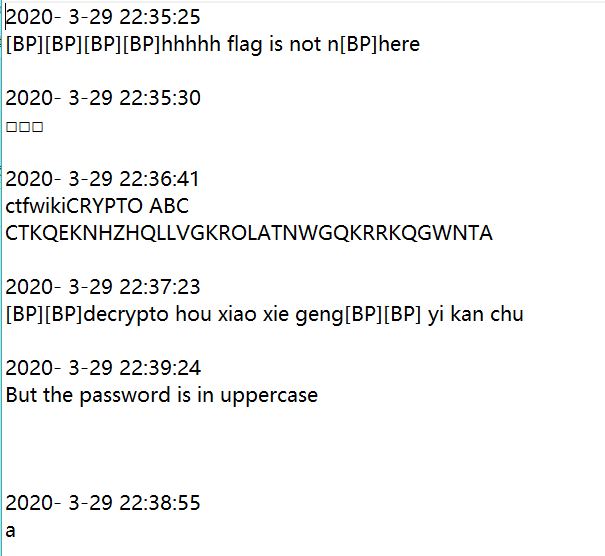 2020- 3-29 22:35:25
[BP][BP][BP][BP]hhhhh flag is not n[BP]here
2020- 3-29 22:35:30
□□□
2020- 3-29 22:36:41
ctfwikiCRYPTO ABC
CTKQEKNHZHQLLVGKROLATNWGQKRRKQGWNTA
2020- 3-29 22:37:23
[BP][BP]decrypto hou xiao xie geng[BP][BP] yi kan chu
2020- 3-29 22:39:24
But the password is in uppercase
2020- 3-29 22:38:55
a